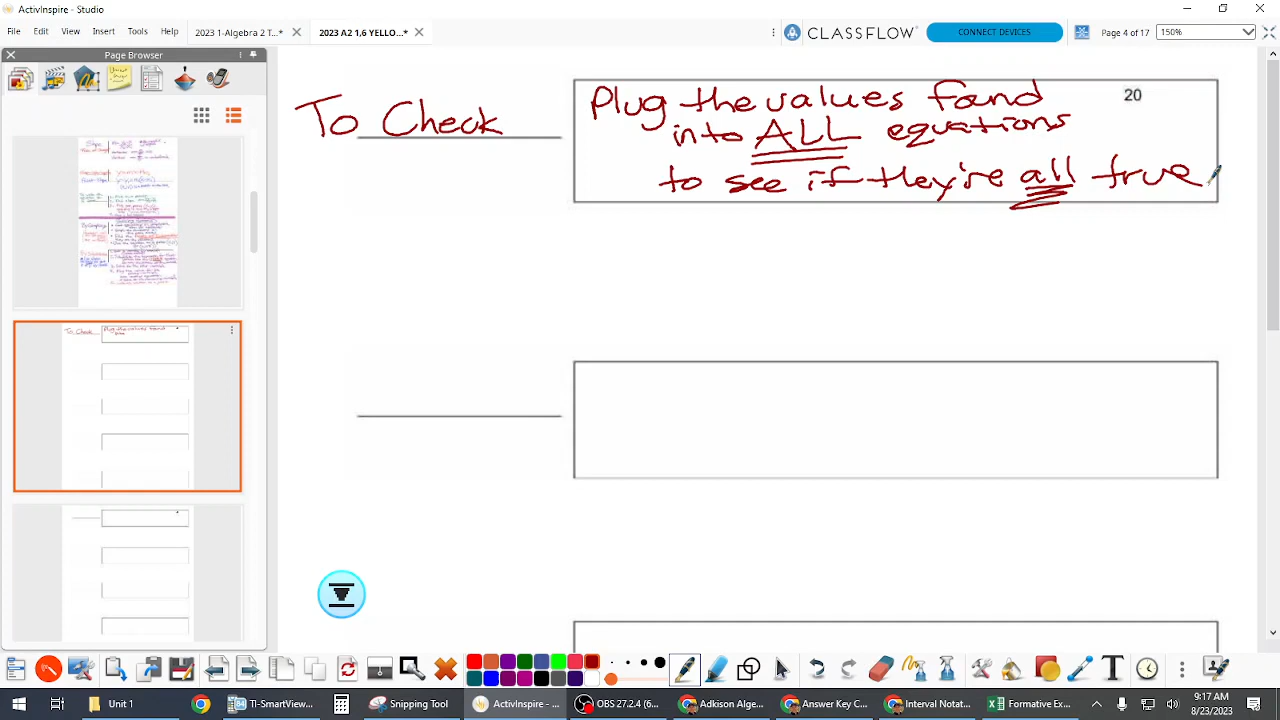 ActivInspire - Studio
File Edit View Insert Tools Help
2023 1-Algebra 2 T...*
2023 A2 1,6 YELLO...*
CLASSFLOW
CONNECT DEVICES
Page 4 of 17
150%
Page Browser
To Check
Plug the values found
20
into ALL equations
to see if they're all true
T
Unit 1
84
TI-SmartView...
Snipping Tool
ActivInspire - ...
OBS 27.2.4 (6...
Adkison Alge...
Answer Key C...
Interval Notat...
Formative Ex...
9:17 AM
8/23/2023